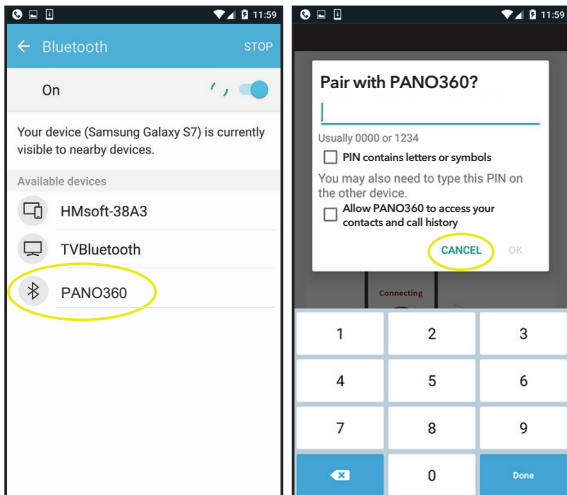 11:59
Bluetooth
STOP
On
Your device (Samsung Galaxy S7) is currently
visible to nearby devices.
Available devices
HMsoft-38A3
TVBluetooth
PANO360
11:59
Pair with PANO360?
Usually 0000 or 1234
PIN contains letters or symbols
You may also need to type this PIN on
the other device.
Allow PANO360 to access your
contacts and call history
CANCEL
OK
Connecting
1
2
3
4
5
6
7
8
9
0
Done